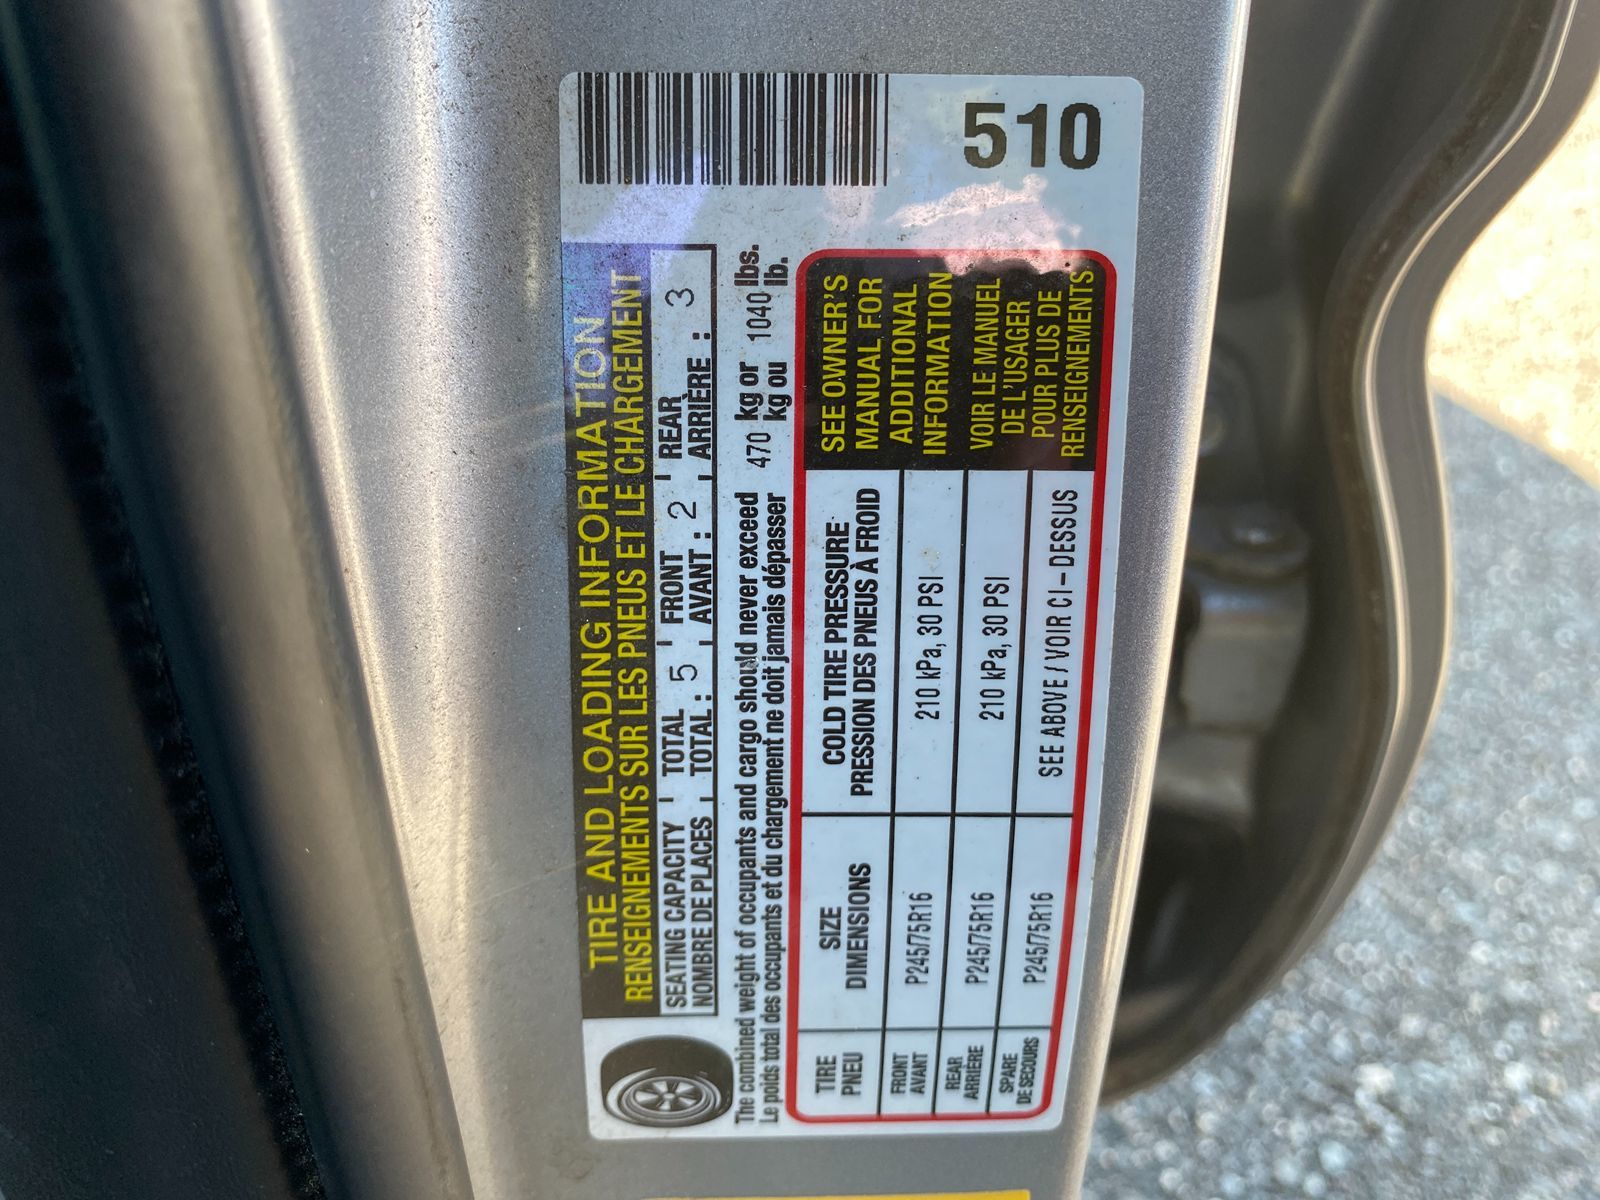 510
TIRE AND LOADING INFORMATION
RENSEIGNEMENTS SUR LES PNEUS ET LE CHARGEMENT
SEATING CAPACITY TOTAL 5 FRONT 2 REAR 3
NOMBRE DE PLACES TOTAL : AVANT : ARRIÈRE :
The combined weight of occupants and cargo should never exceed 470 kg or 1040 lbs.
Le poids total des occupants et du chargement ne doit jamais dépasser kg ou lb.
TIRE SIZE COLD TIRE PRESSURE
PNEU DIMENSIONS PRESSION DES PNEUS À FROID
FRONT
AVANT P245/75R16 210 kPa, 30 PSI
REAR
ARRIÈRE P245/75R16 210 kPa, 30 PSI
SPARE
DE SECOURS P245/75R16 SEE ABOVE / VOIR CI-DESSUS
SEE OWNER'S
MANUAL FOR
ADDITIONAL
INFORMATION
VOIR LE MANUEL
DE L'USAGER
POUR PLUS DE
RENSEIGNEMENTS